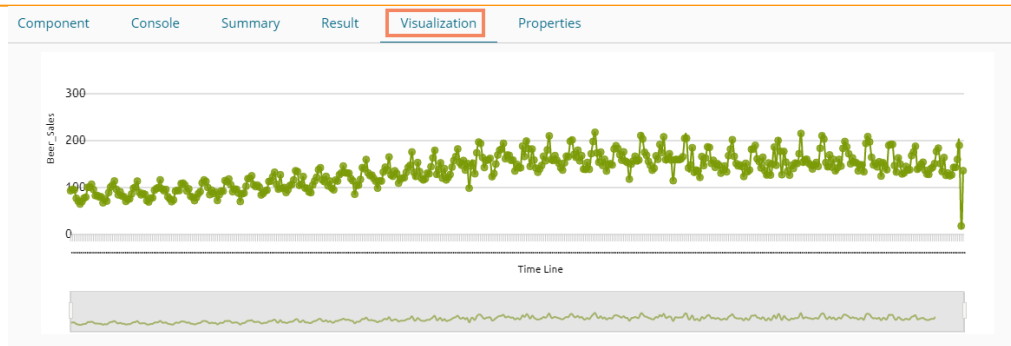 Component Console Summary Result Visualization Properties
300
200
100
0
Beer_Sales
Time Line